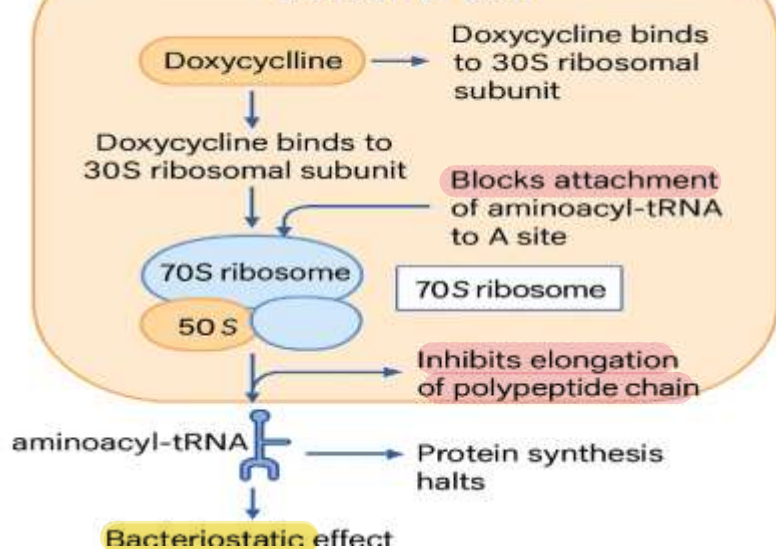 Doxycyclline
Doxycycline binds
to 30S ribosomal
subunit
Doxycycline binds to
30S ribosomal subunit
Blocks attachment
of aminoacyl-tRNA
to A site
70S ribosome
70S ribosome
50 S
Inhibits elongation
of polypeptide chain
aminoacyl-tRNA
Protein synthesis
halts
Bacteriostatic effect